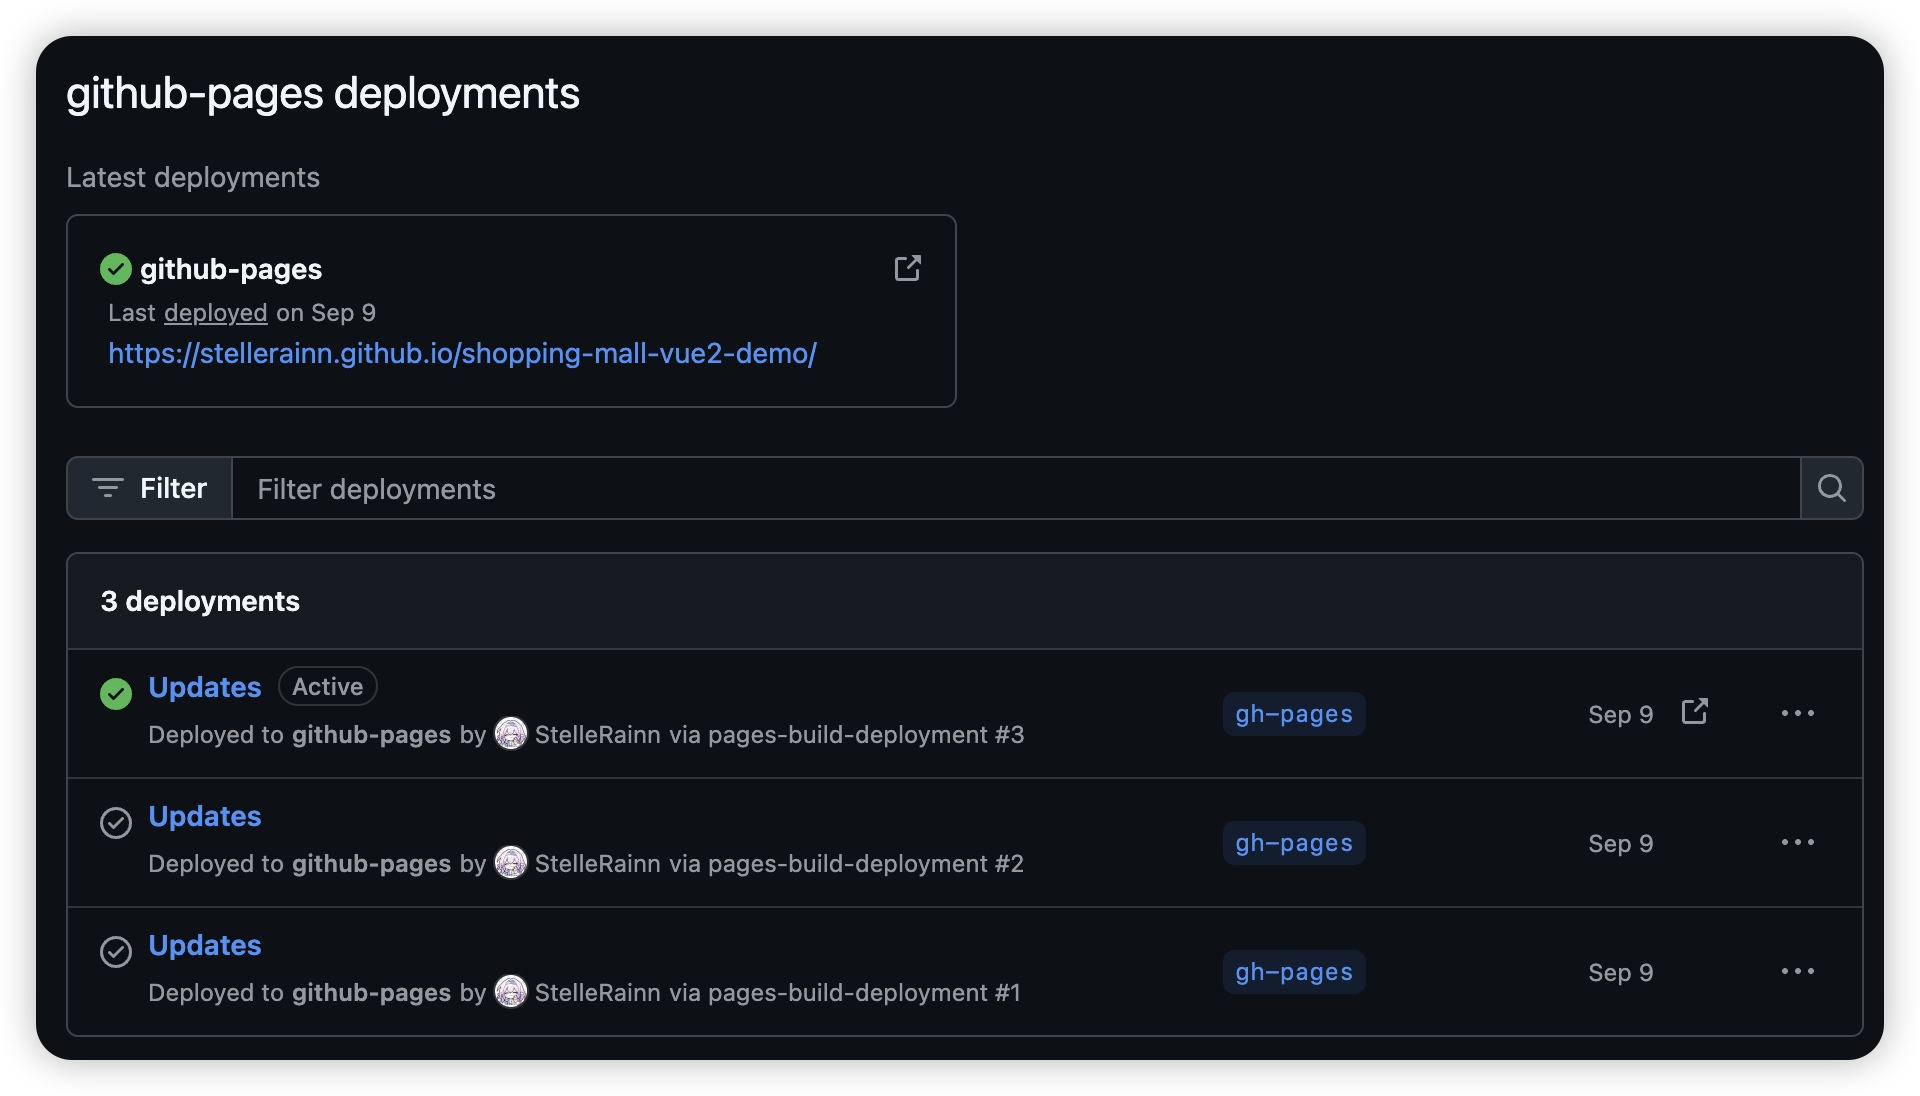 github-pages deployments
Latest deployments
github-pages
Last deployed on Sep 9
https://stellerainn.github.io/shopping-mall-vue2-demo/
Filter
Filter deployments
3 deployments
Updates Active
Deployed to github-pages by StelleRainn via pages-build-deployment #3
gh-pages
Sep 9
Updates
Deployed to github-pages by StelleRainn via pages-build-deployment #2
gh-pages
Sep 9
Updates
Deployed to github-pages by StelleRainn via pages-build-deployment #1
gh-pages
Sep 9